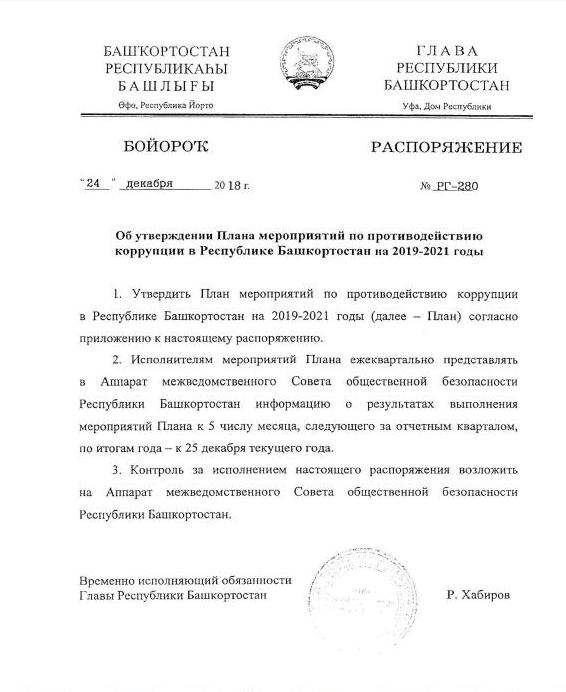 БАШҠОРТОСТАН
РЕСПУБЛИКАҺЫ
БАШЛЫҒЫ
Өфө, Республика Йорто
ГЛАВА
РЕСПУБЛИКИ
БАШКОРТОСТАН
Уфа, Дом Республики
БОЙОРОҠ
РАСПОРЯЖЕНИЕ
“24” декабря 2018 г.
№ РГ-280
Об утверждении Плана мероприятий по противодействию
коррупции в Республике Башкортостан на 2019-2021 годы
1. Утвердить План мероприятий по противодействию коррупции
в Республике Башкортостан на 2019-2021 годы (далее – План) согласно
приложению к настоящему распоряжению.
2. Исполнителям мероприятий Плана ежеквартально представлять
в Аппарат межведомственного Совета общественной безопасности
Республики Башкортостан информацию о результатах выполнения
мероприятий Плана к 5 числу месяца, следующего за отчетным кварталом,
по итогам года – к 25 декабря текущего года.
3. Контроль за исполнением настоящего распоряжения возложить
на Аппарат межведомственного Совета общественной безопасности
Республики Башкортостан.
Временно исполняющий обязанности
Главы Республики Башкортостан
Р. Хабиров